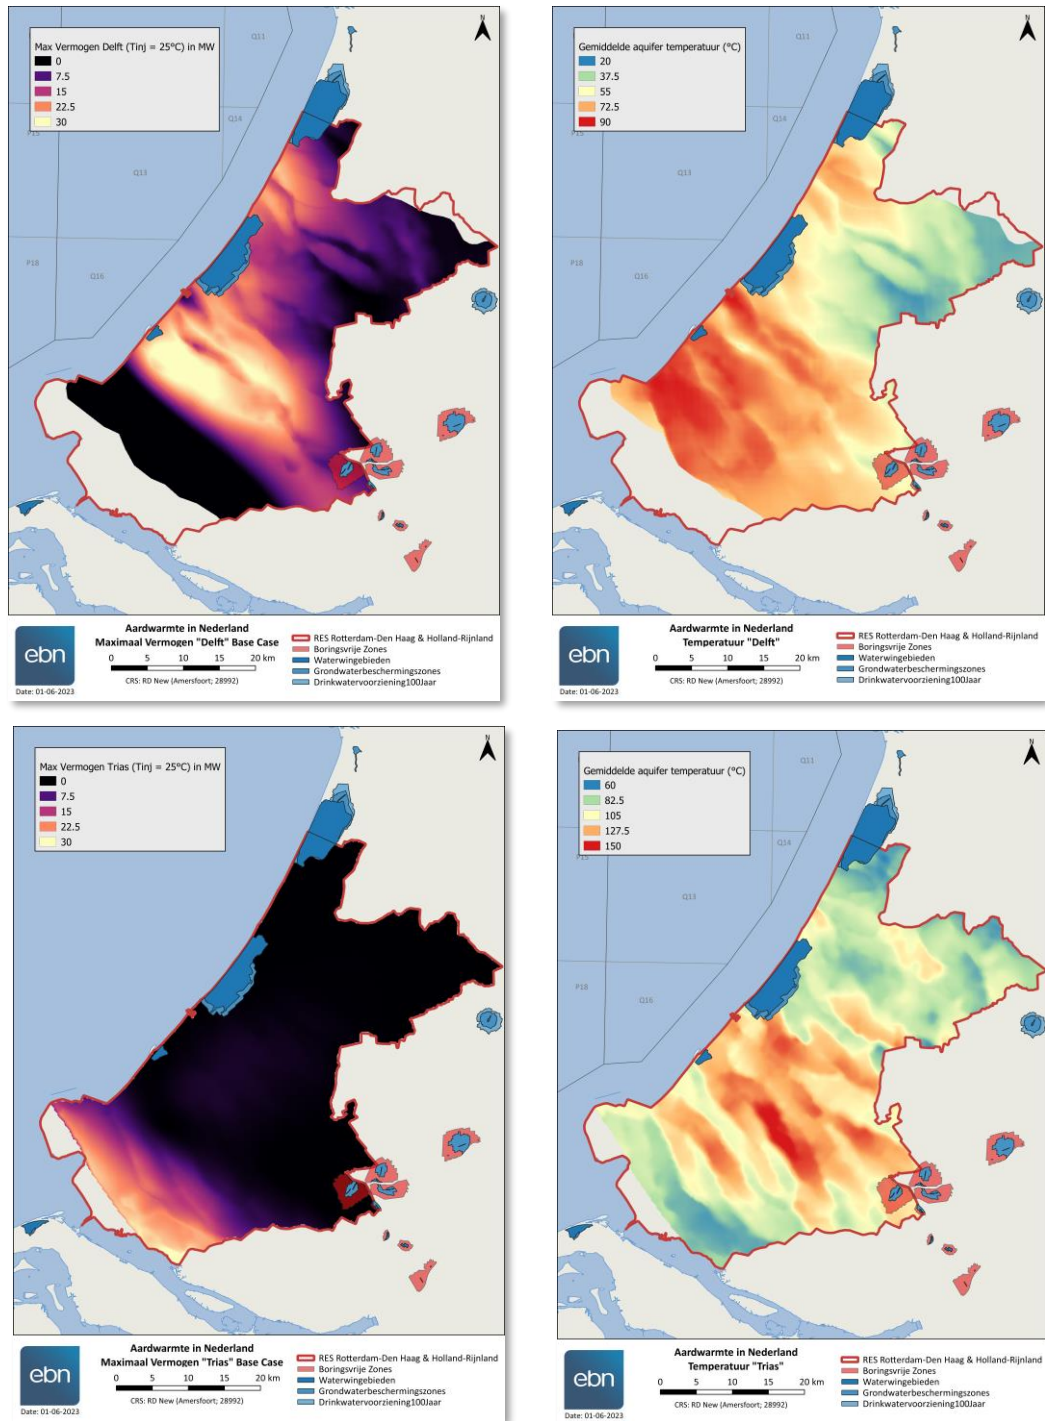 Max Vermogen Delft (Tinj = 25°C) in MW
0
7.5
15
22.5
30
N
Q11
Q14
Q13
P18
Q16
ebn
Date: 01-06-2023
Aardwarmte in Nederland
Maximaal Vermogen "Delft" Base Case
0 5 10 15 20 km
CRS: RD New (Amersfoort; 28992)
RES Rotterdam-Den Haag & Holland-Rijnland
Boringsvrije Zones
Waterwingebieden
Grondwaterbeschermingszones
Drinkwatervoorziening100Jaar
Gemiddelde aquifer temperatuur (°C)
20
37.5
55
72.5
90
N
Q11
Q14
P15
Q13
P18
Q16
ebn
Date: 01-06-2023
Aardwarmte in Nederland
Temperatuur "Delft"
0 5 10 15 20 km
CRS: RD New (Amersfoort; 28992)
RES Rotterdam-Den Haag & Holland-Rijnland
Boringsvrije Zones
Waterwingebieden
Grondwaterbeschermingszones
Drinkwatervoorziening100Jaar
Max Vermogen Trias (Tinj = 25°C) in MW
0
7.5
15
22.5
30
N
ebn
Date: 01-06-2023
Aardwarmte in Nederland
Maximaal Vermogen "Trias" Base Case
0 5 10 15 20 km
CRS: RD New (Amersfoort; 28992)
RES Rotterdam-Den Haag & Holland-Rijnland
Boringsvrije Zones
Waterwingebieden
Grondwaterbeschermingszones
Drinkwatervoorziening100Jaar
Gemiddelde aquifer temperatuur (°C)
60
82.5
105
127.5
150
N
Q11
Q14
P15
Q13
P18
Q16
ebn
Date: 01-06-2023
Aardwarmte in Nederland
Temperatuur "Trias"
0 5 10 15 20 km
CRS: RD New (Amersfoort; 28992)
RES Rotterdam-Den Haag & Holland-Rijnland
Boringsvrije Zones
Waterwingebieden
Grondwaterbeschermingszones
Drinkwatervoorziening100Jaar